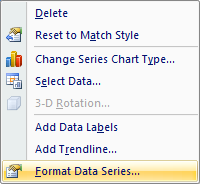 Delete
Reset to Match Style
Change Series Chart Type...
Select Data...
3-D Rotation...
Add Data Labels
Add Trendline...
Format Data Series...